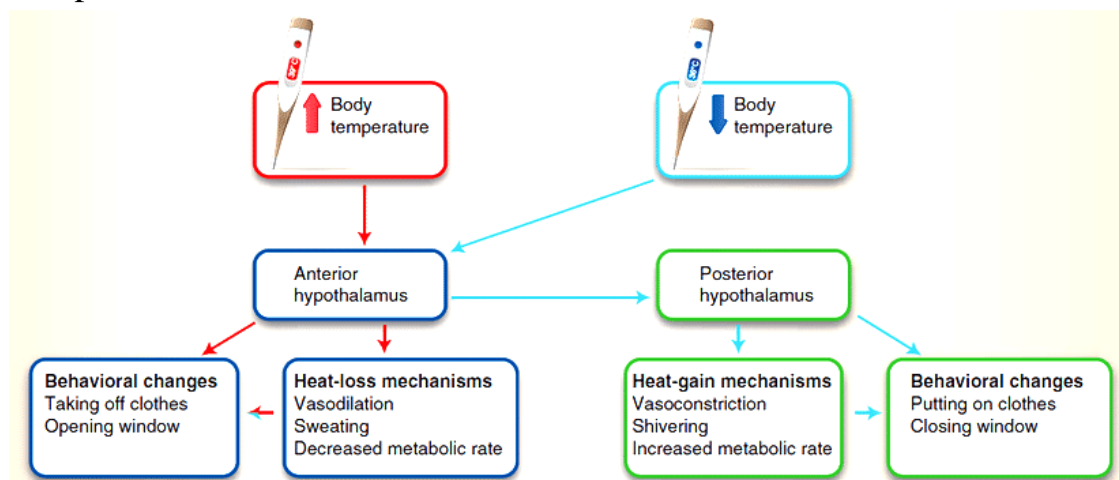 Body
temperature
Body
temperature
Anterior
hypothalamus
Posterior
hypothalamus
Behavioral changes
Taking off clothes
Opening window
Heat-loss mechanisms
Vasodilation
Sweating
Decreased metabolic rate
Heat-gain mechanisms
Vasoconstriction
Shivering
Increased metabolic rate
Behavioral changes
Putting on clothes
Closing window